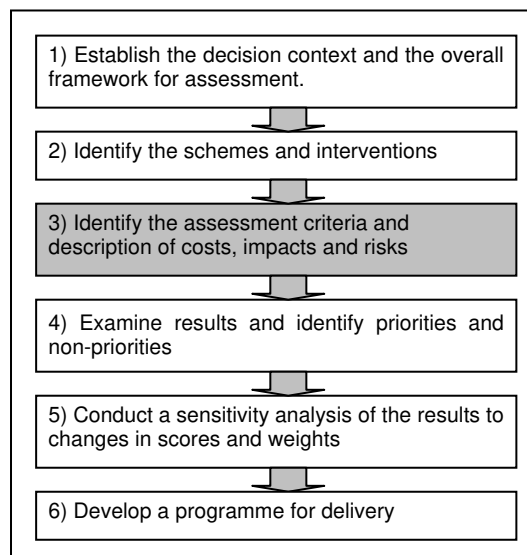 1) Establish the decision context and the overall
framework for assessment.
2) Identify the schemes and interventions
3) Identify the assessment criteria and
description of costs, impacts and risks
4) Examine results and identify priorities and
non-priorities
5) Conduct a sensitivity analysis of the results to
changes in scores and weights
6) Develop a programme for delivery